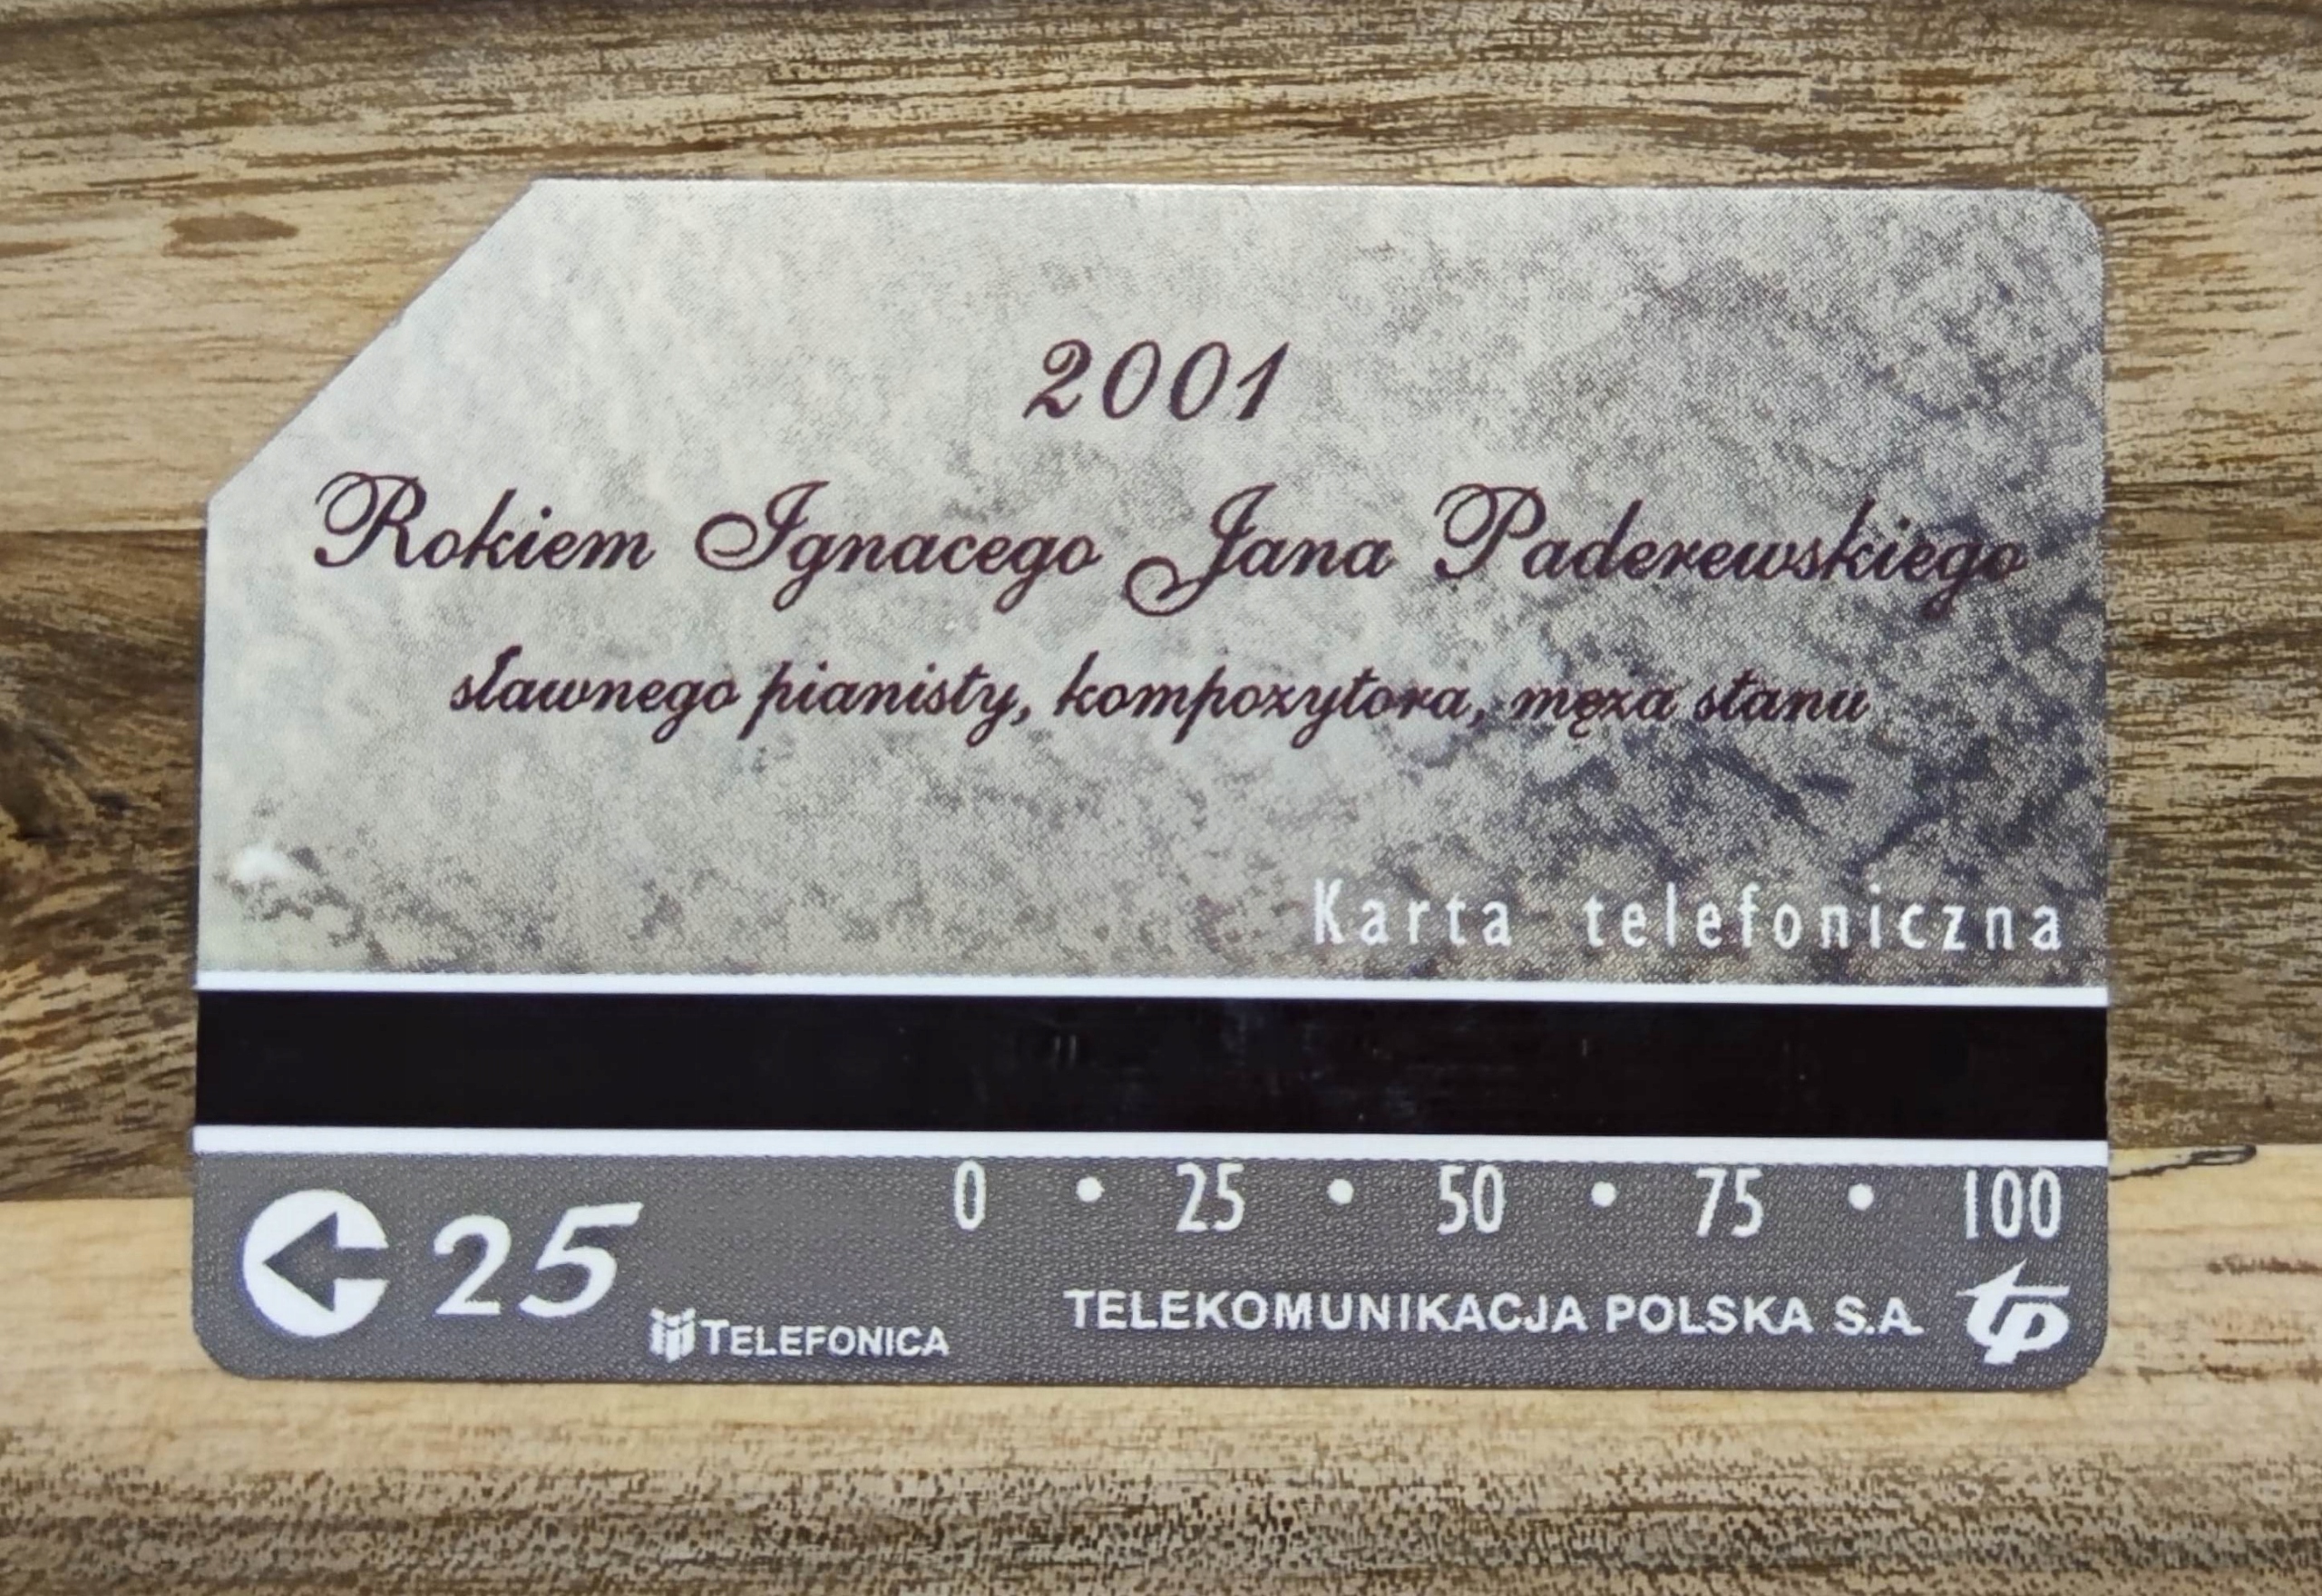 2001
Rokiem Ignacego Jana Paderewskiego
sławnego pianisty, kompozytora, męża stanu
Karta telefoniczna
0 • 25 • 50 • 75 • 100
25
TELEFONICA
TELEKOMUNIKACJA POLSKA S.A. tp